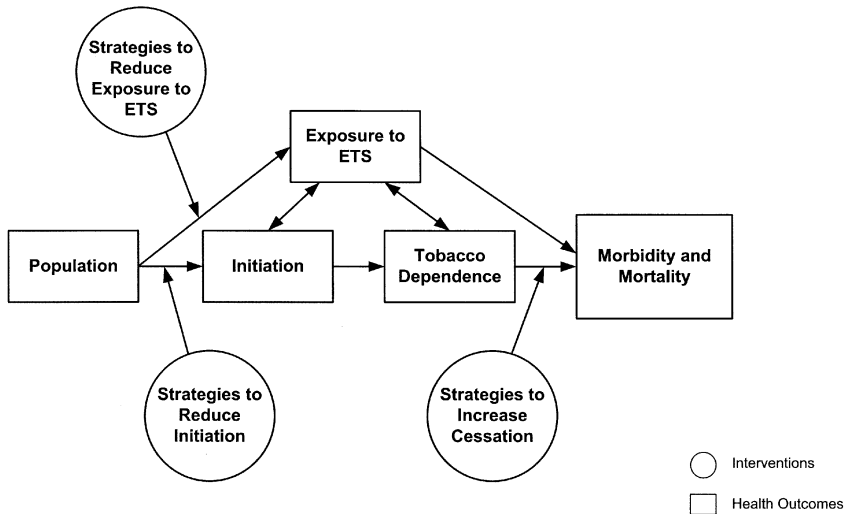 Strategies to
Reduce
Exposure to
ETS
Exposure to
ETS
Population
Initiation
Tobacco
Dependence
Morbidity and
Mortality
Strategies to
Reduce
Initiation
Strategies to
Increase
Cessation
Interventions
Health Outcomes